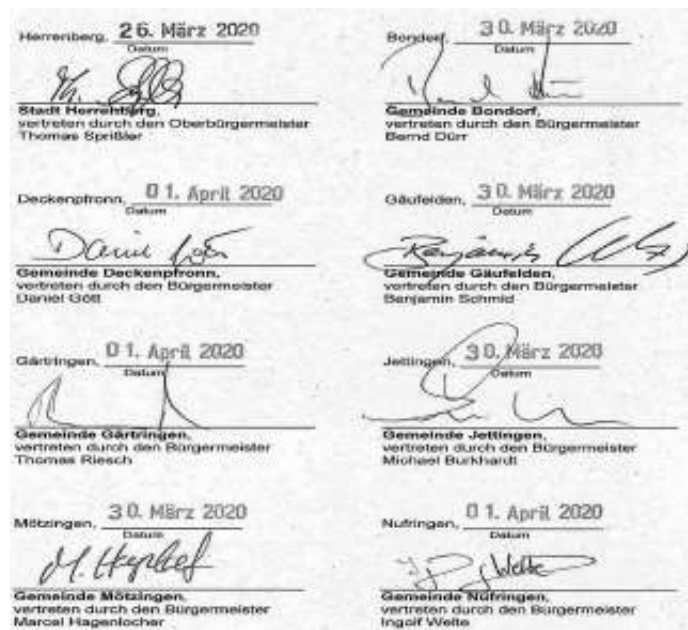 Herrenberg, 26. März 2020
Datum
Stadt Herrenberg,
vertreten durch den Oberbürgermeister
Thomas Sprißler
Bondorf, 30. März 2020
Datum
Gemeinde Bondorf,
vertreten durch den Bürgermeister
Bernd Dürr
Deckenpfronn, 01. April 2020
Datum
Gemeinde Deckenpfronn,
vertreten durch den Bürgermeister
Daniel Gött
Gäufelden, 30. März 2020
Datum
Gemeinde Gäufelden,
vertreten durch den Bürgermeister
Benjamin Schmid
Gärtringen, 01. April 2020
Datum
Gemeinde Gärtringen,
vertreten durch den Bürgermeister
Thomas Riesch
Jettingen, 30. März 2020
Datum
Gemeinde Jettingen,
vertreten durch den Bürgermeister
Michael Burkhardt
Mötzingen, 30. März 2020
Datum
Gemeinde Mötzingen,
vertreten durch den Bürgermeister
Marcel Hagenlocher
Nufringen, 01. April 2020
Datum
Gemeinde Nufringen,
vertreten durch den Bürgermeister
Ingolf Welte